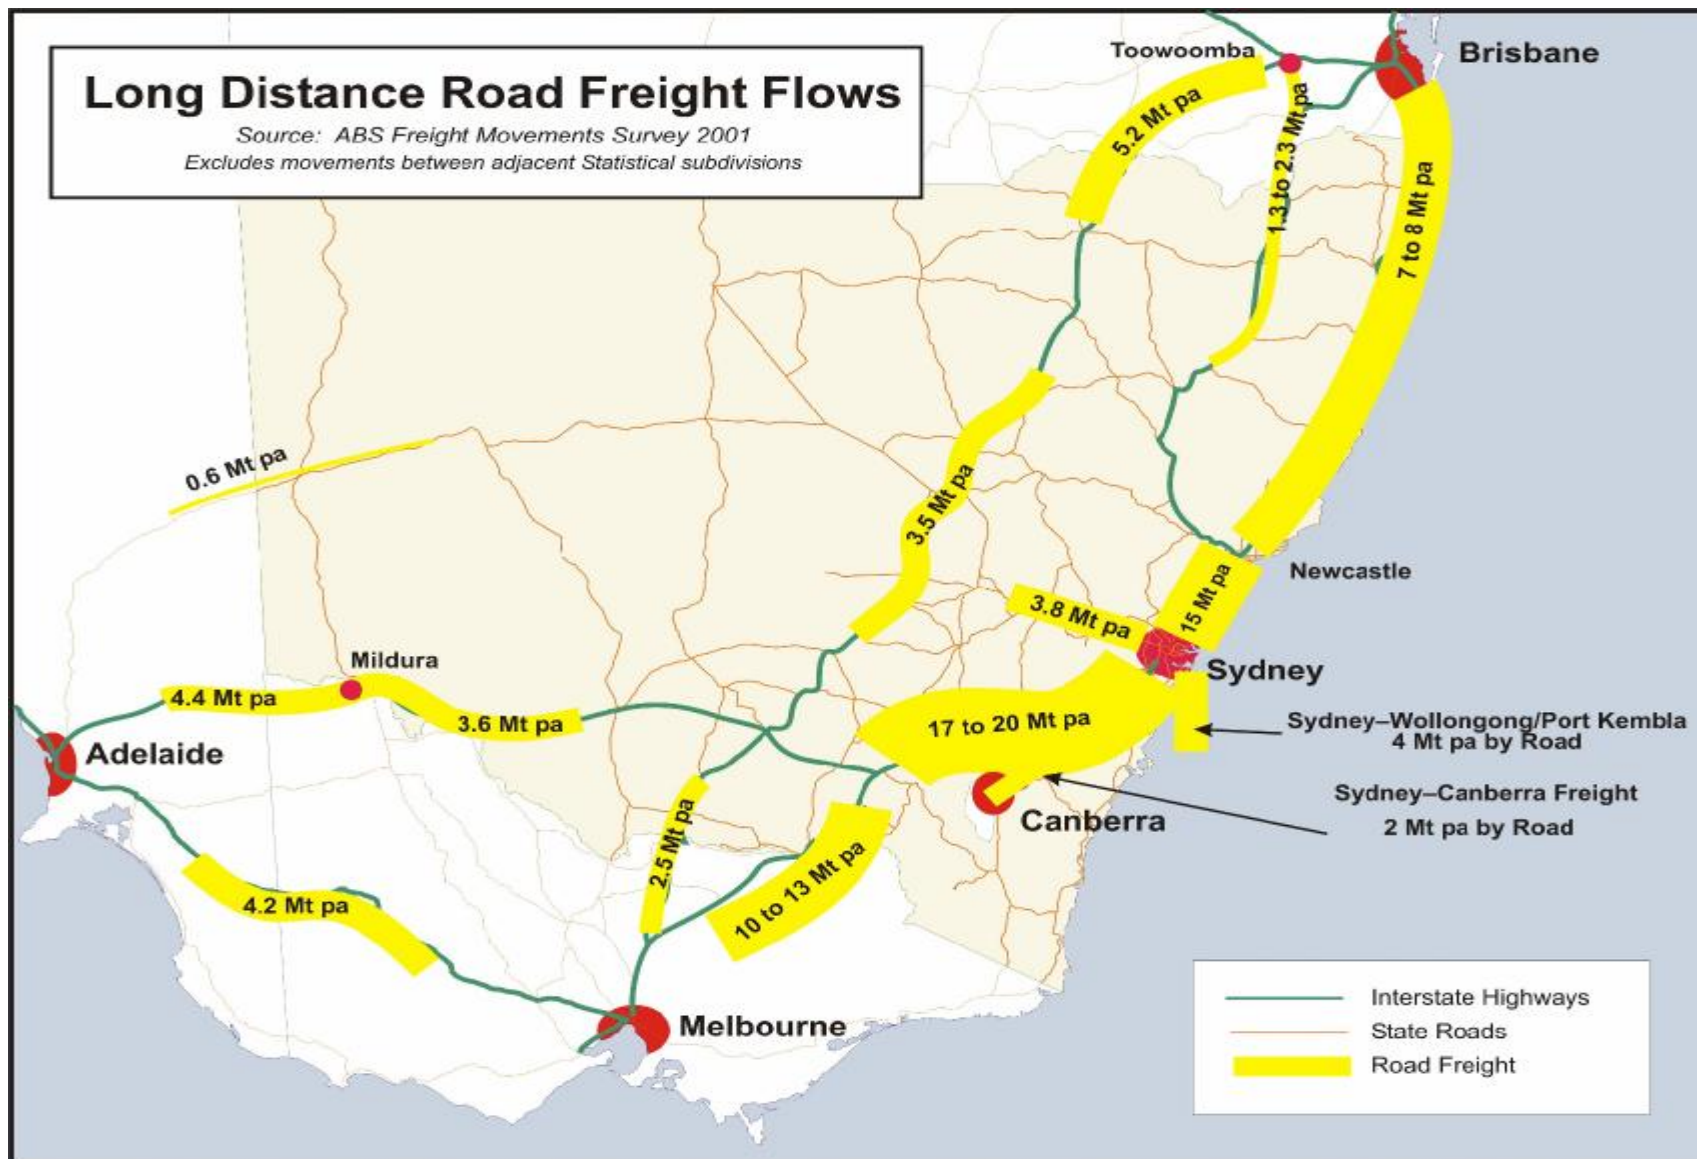 Long Distance Road Freight Flows
Source: ABS Freight Movements Survey 2001
Excludes movements between adjacent Statistical subdivisions
Toowoomba
Brisbane
5.2 Mt pa
1.3 to 2.3 Mt pa
7 to 8 Mt pa
0.6 Mt pa
3.5 Mt pa
Newcastle
15 Mt pa
3.8 Mt pa
Sydney
Mildura
4.4 Mt pa
3.6 Mt pa
17 to 20 Mt pa
Sydney–Wollongong/Port Kembla
4 Mt pa by Road
Adelaide
Sydney–Canberra Freight
2 Mt pa by Road
Canberra
2.5 Mt pa
10 to 13 Mt pa
4.2 Mt pa
Melbourne
Interstate Highways
State Roads
Road Freight